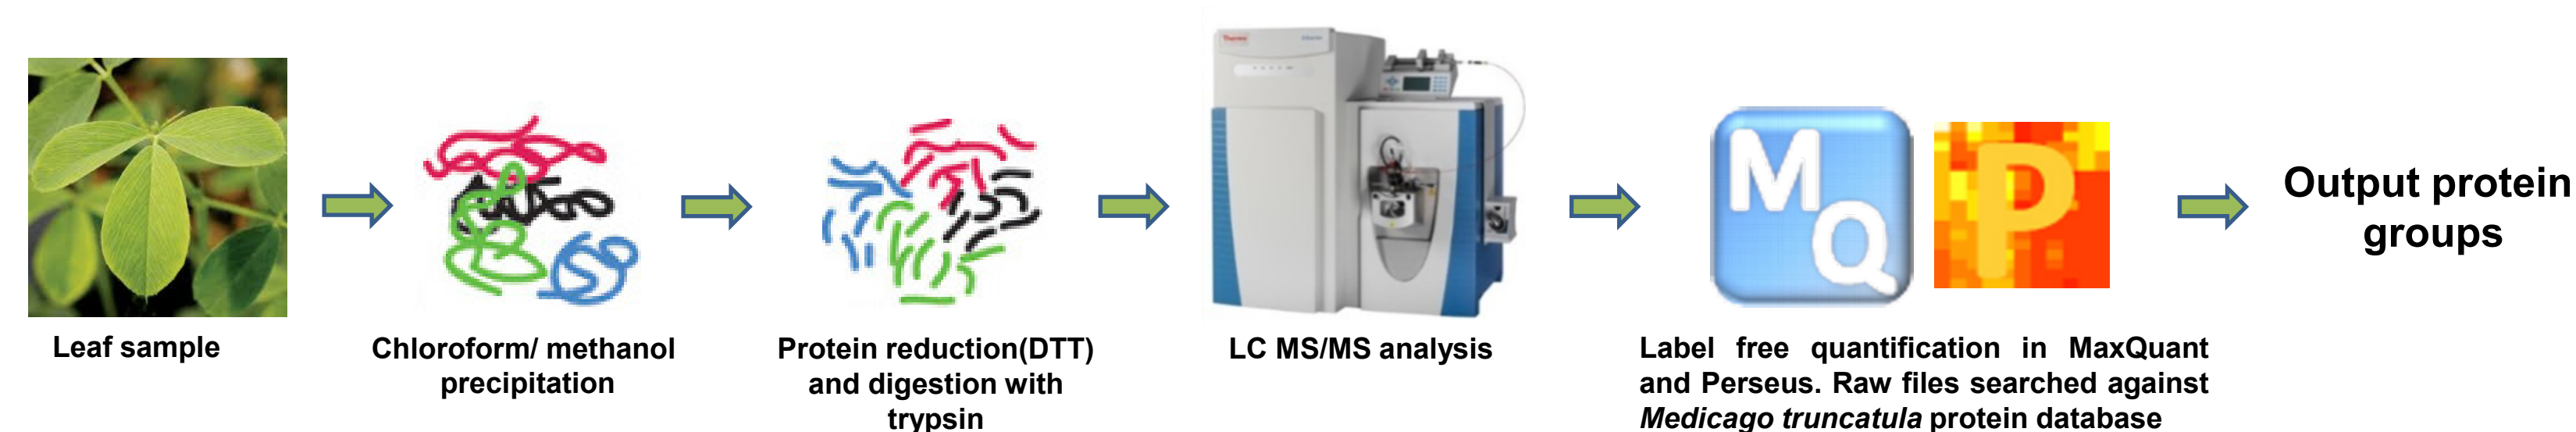 Leaf sample
Chloroform/ methanol
precipitation
Protein reduction(DTT)
and digestion with
trypsin
Thermo
LC MS/MS analysis
M
Q
P
Label free quantification in MaxQuant
and Perseus. Raw files searched against
Medicago truncatula protein database
Output protein
groups